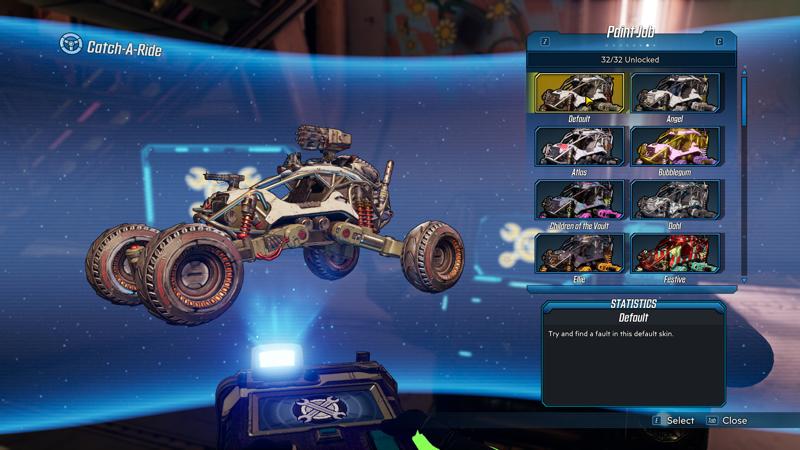 Catch-A-Ride
Paint Job
Z
C
32/32 Unlocked
Default
Angel
Atlas
Bubblegum
Children of the Vault
Dahl
Ellie
Festive
STATISTICS
Default
Try and find a fault in this default skin.
E Select
Tab Close